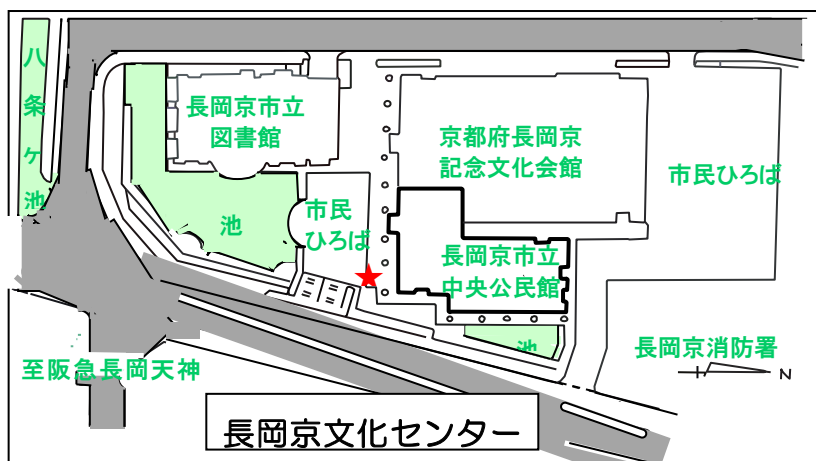 八条ヶ池
長岡京市立
図書館
京都府長岡京
記念文化会館
市民ひろば
市民
ひろば
池
長岡京市立
中央公民館
池
長岡京消防署
N
至阪急長岡天神
長岡京文化センター